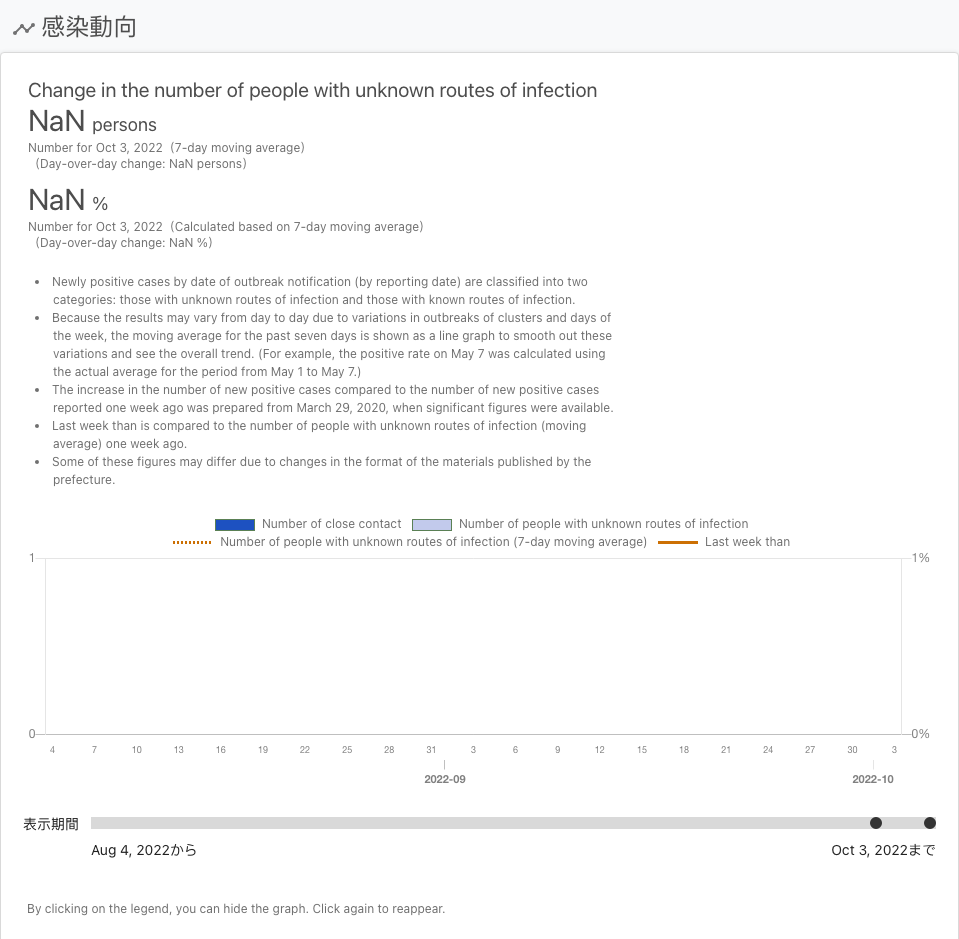 感染動向
Change in the number of people with unknown routes of infection
NaN persons
Number for Oct 3, 2022 (7-day moving average)
(Day-over-day change: NaN persons)
NaN %
Number for Oct 3, 2022 (Calculated based on 7-day moving average)
(Day-over-day change: NaN %)
• Newly positive cases by date of outbreak notification (by reporting date) are classified into two
categories: those with unknown routes of infection and those with known routes of infection.
• Because the results may vary from day to day due to variations in outbreaks of clusters and days of
the week, the moving average for the past seven days is shown as a line graph to smooth out these
variations and see the overall trend. (For example, the positive rate on May 7 was calculated using
the actual average for the period from May 1 to May 7.)
• The increase in the number of new positive cases compared to the number of new positive cases
reported one week ago was prepared from March 29, 2020, when significant figures were available.
• Last week than is compared to the number of people with unknown routes of infection (moving
average) one week ago.
• Some of these figures may differ due to changes in the format of the materials published by the
prefecture.
Number of close contact Number of people with unknown routes of infection
Number of people with unknown routes of infection (7-day moving average) Last week than
1 1%
0 0%
4 7 10 13 16 19 22 25 28 31 3 6 9 12 15 18 21 24 27 30 3
2022-09 2022-10
表示期間
Aug 4, 2022から Oct 3, 2022まで
By clicking on the legend, you can hide the graph. Click again to reappear.